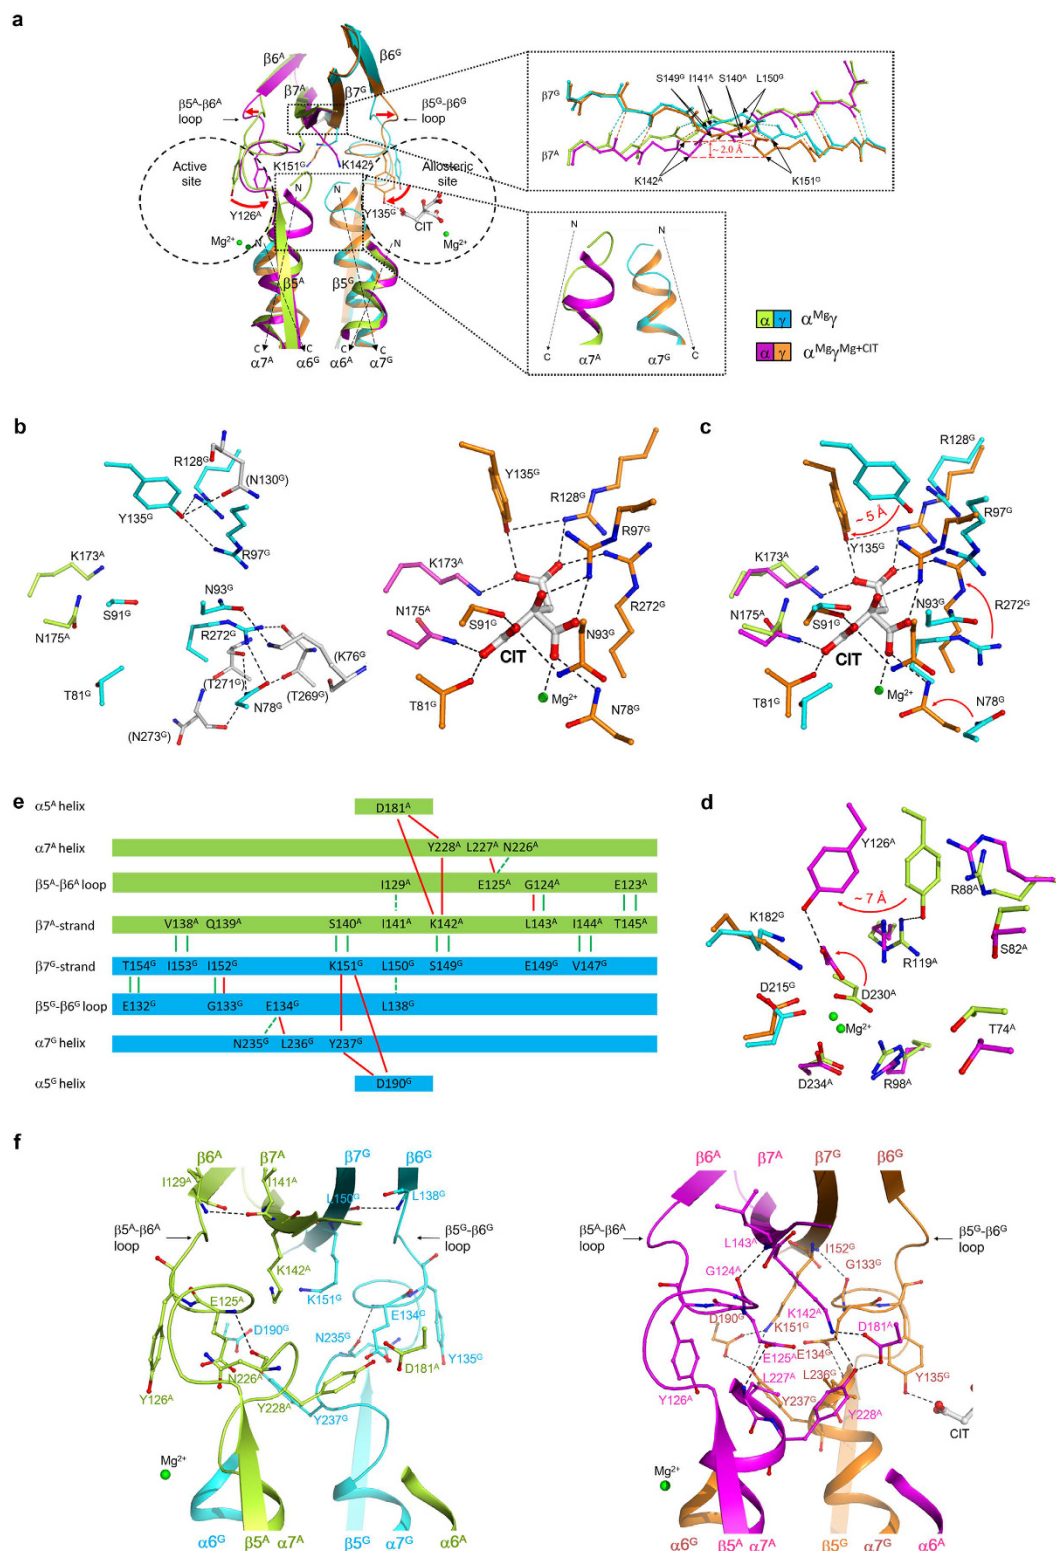 a
β6ᴬ
β6ᴳ
β7ᴬ
β7ᴳ
β5ᴬ-β6ᴬ
loop
β5ᴳ-β6ᴳ
loop
Active
site
Allosteric
site
K151ᴳ
K142ᴬ
N
N
Y126ᴬ
Y135ᴳ
CIT
Mg²⁺
Mg²⁺
N
N
β5ᴬ
β5ᴳ
C
C
C
C
α7ᴬ
α6ᴳ
α6ᴬ
α7ᴳ
S149ᴳ
I141ᴬ
S140ᴬ
L150ᴳ
β7ᴳ
β7ᴬ
~ 2.0 Å
K142ᴬ
K151ᴳ
N
N
C
C
α7ᴬ
α7ᴳ
α γ αᴹᵍγ
α γ αᴹᵍγᴹᵍ⁺ᶜᴵᵀ
b
R128ᴳ
(N130ᴳ)
Y135ᴳ
R97ᴳ
K173ᴬ
N93ᴳ
S91ᴳ
N175ᴬ
R272ᴳ
(K76ᴳ)
(T271ᴳ)
(T269ᴳ)
T81ᴳ
N78ᴳ
(N273ᴳ)
Y135ᴳ
R128ᴳ
R97ᴳ
K173ᴬ
N175ᴬ
S91ᴳ
R272ᴳ
N93ᴳ
CIT
T81ᴳ
Mg²⁺
N78ᴳ
c
R128ᴳ
~ 5 Å
R97ᴳ
Y135ᴳ
K173ᴬ
N93ᴳ
R272ᴳ
N175ᴬ
S91ᴳ
CIT
Mg²⁺
T81ᴳ
N78ᴳ
e
α5ᴬ helix
D181ᴬ
α7ᴬ helix
Y228ᴬ L227ᴬ N226ᴬ
β5ᴬ-β6ᴬ loop
I129ᴬ E125ᴬ G124ᴬ E123ᴬ
β7ᴬ-strand
V138ᴬ Q139ᴬ S140ᴬ I141ᴬ K142ᴬ L143ᴬ I144ᴬ T145ᴬ
β7ᴳ-strand
T154ᴳ I153ᴳ I152ᴳ K151ᴳ L150ᴳ S149ᴳ E149ᴳ V147ᴳ
β5ᴳ-β6ᴳ loop
E132ᴳ G133ᴳ E134ᴳ L138ᴳ
α7ᴳ helix
N235ᴳ L236ᴳ Y237ᴳ
α5ᴳ helix
D190ᴳ
d
Y126ᴬ
R88ᴬ
~ 7 Å
K182ᴳ
S82ᴬ
R119ᴬ
D215ᴳ
D230ᴬ
Mg²⁺
T74ᴬ
D234ᴬ
R98ᴬ
f
β6ᴬ
β7ᴬ
β7ᴳ
β6ᴳ
I129ᴬ
I141ᴬ
L150ᴳ
L138ᴳ
β5ᴬ-β6ᴬ
loop
β5ᴳ-β6ᴳ
loop
K142ᴬ
K151ᴳ
E125ᴬ
E134ᴳ
D190ᴳ
N235ᴳ
D181ᴬ
Y135ᴳ
N226ᴬ
Y126ᴬ
Y228ᴬ
Y237ᴳ
Mg²⁺
α6ᴳ
β5ᴬ
α7ᴬ
β5ᴳ
α7ᴳ
α6ᴬ
β6ᴬ
β7ᴬ
β7ᴳ
β6ᴳ
β5ᴬ-β6ᴬ
loop
β5ᴳ-β6ᴳ
loop
L143ᴬ
I152ᴳ
G124ᴬ
G133ᴳ
K142ᴬ
D190ᴳ
K151ᴳ
D181ᴬ
E125ᴬ
E134ᴳ
L227ᴬ
L236ᴳ
Y135ᴳ
Y126ᴬ
Y237ᴳ
Y228ᴬ
CIT
Mg²⁺
α6ᴳ
β5ᴬ
α7ᴬ
β5ᴳ
α7ᴳ
α6ᴬ